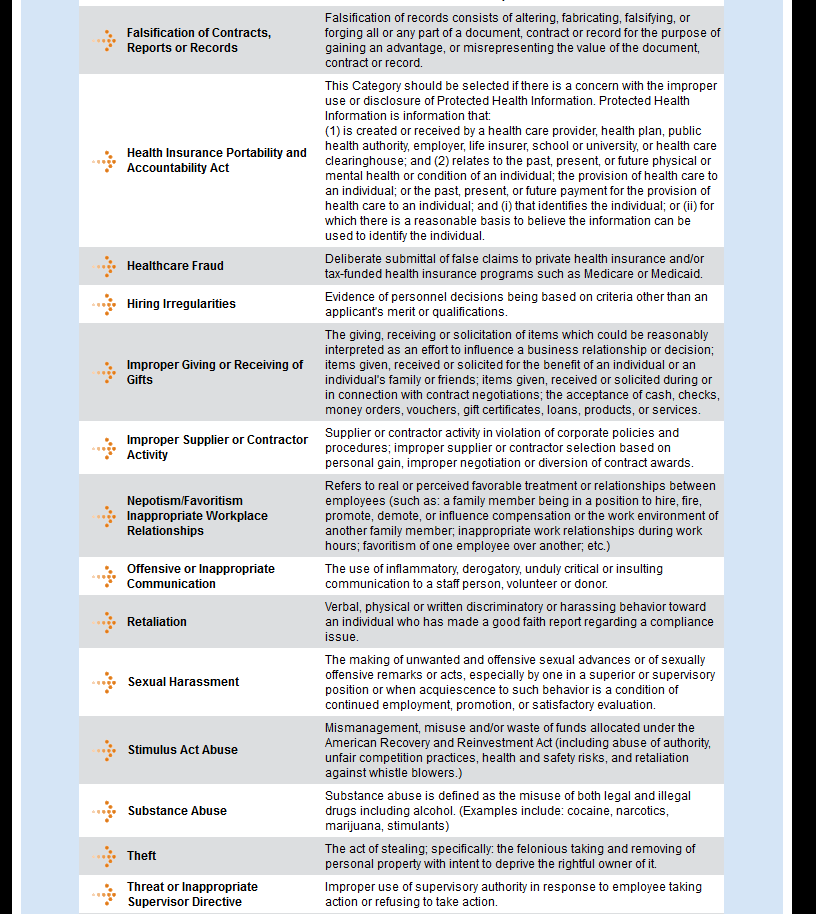 Falsification of Contracts,
Reports or Records
Falsification of records consists of altering, fabricating, falsifying, or
forging all or any part of a document, contract or record for the purpose of
gaining an advantage, or misrepresenting the value of the document,
contract or record.
Health Insurance Portability and
Accountability Act
This Category should be selected if there is a concern with the improper
use or disclosure of Protected Health Information. Protected Health
Information is information that:
(1) is created or received by a health care provider, health plan, public
health authority, employer, life insurer, school or university, or health care
clearinghouse; and (2) relates to the past, present, or future physical or
mental health or condition of an individual; the provision of health care to
an individual; or the past, present, or future payment for the provision of
health care to an individual; and (i) that identifies the individual; or (ii) for
which there is a reasonable basis to believe the information can be
used to identify the individual.
Healthcare Fraud
Deliberate submittal of false claims to private health insurance and/or
tax-funded health insurance programs such as Medicare or Medicaid.
Hiring Irregularities
Evidence of personnel decisions being based on criteria other than an
applicant's merit or qualifications.
Improper Giving or Receiving of
Gifts
The giving, receiving or solicitation of items which could be reasonably
interpreted as an effort to influence a business relationship or decision;
items given, received or solicited for the benefit of an individual or an
individual's family or friends; items given, received or solicited during or
in connection with contract negotiations; the acceptance of cash, checks,
money orders, vouchers, gift certificates, loans, products, or services.
Improper Supplier or Contractor
Activity
Supplier or contractor activity in violation of corporate policies and
procedures; improper supplier or contractor selection based on
personal gain, improper negotiation or diversion of contract awards.
Nepotism/Favoritism
Inappropriate Workplace
Relationships
Refers to real or perceived favorable treatment or relationships between
employees (such as: a family member being in a position to hire, fire,
promote, demote, or influence compensation or the work environment of
another family member; inappropriate work relationships during work
hours; favoritism of one employee over another; etc.)
Offensive or Inappropriate
Communication
The use of inflammatory, derogatory, unduly critical or insulting
communication to a staff person, volunteer or donor.
Retaliation
Verbal, physical or written discriminatory or harassing behavior toward
an individual who has made a good faith report regarding a compliance
issue.
Sexual Harassment
The making of unwanted and offensive sexual advances or of sexually
offensive remarks or acts, especially by one in a superior or supervisory
position or when acquiescence to such behavior is a condition of
continued employment, promotion, or satisfactory evaluation.
Stimulus Act Abuse
Mismanagement, misuse and/or waste of funds allocated under the
American Recovery and Reinvestment Act (including abuse of authority,
unfair competition practices, health and safety risks, and retaliation
against whistle blowers.)
Substance Abuse
Substance abuse is defined as the misuse of both legal and illegal
drugs including alcohol. (Examples include: cocaine, narcotics,
marijuana, stimulants)
Theft
The act of stealing; specifically: the felonious taking and removing of
personal property with intent to deprive the rightful owner of it.
Threat or Inappropriate
Supervisor Directive
Improper use of supervisory authority in response to employee taking
action or refusing to take action.